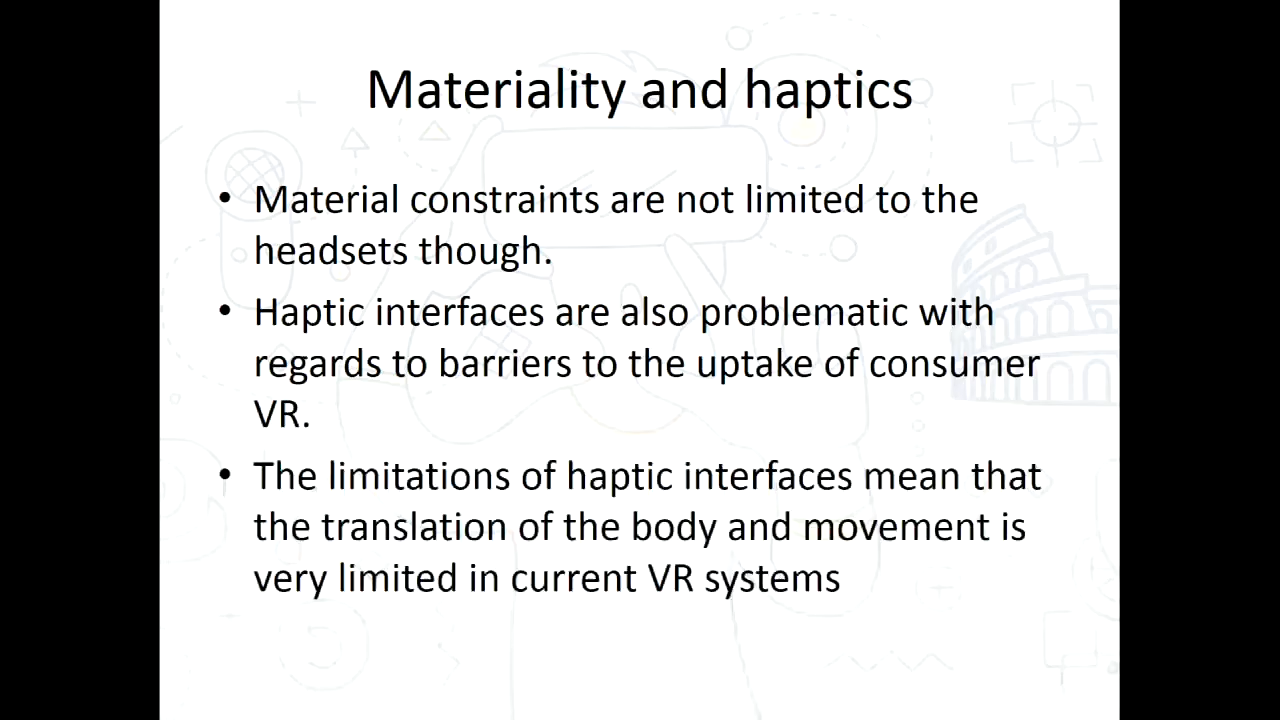 Materiality and haptics
• Material constraints are not limited to the
headsets though.
• Haptic interfaces are also problematic with
regards to barriers to the uptake of consumer
VR.
• The limitations of haptic interfaces mean that
the translation of the body and movement is
very limited in current VR systems